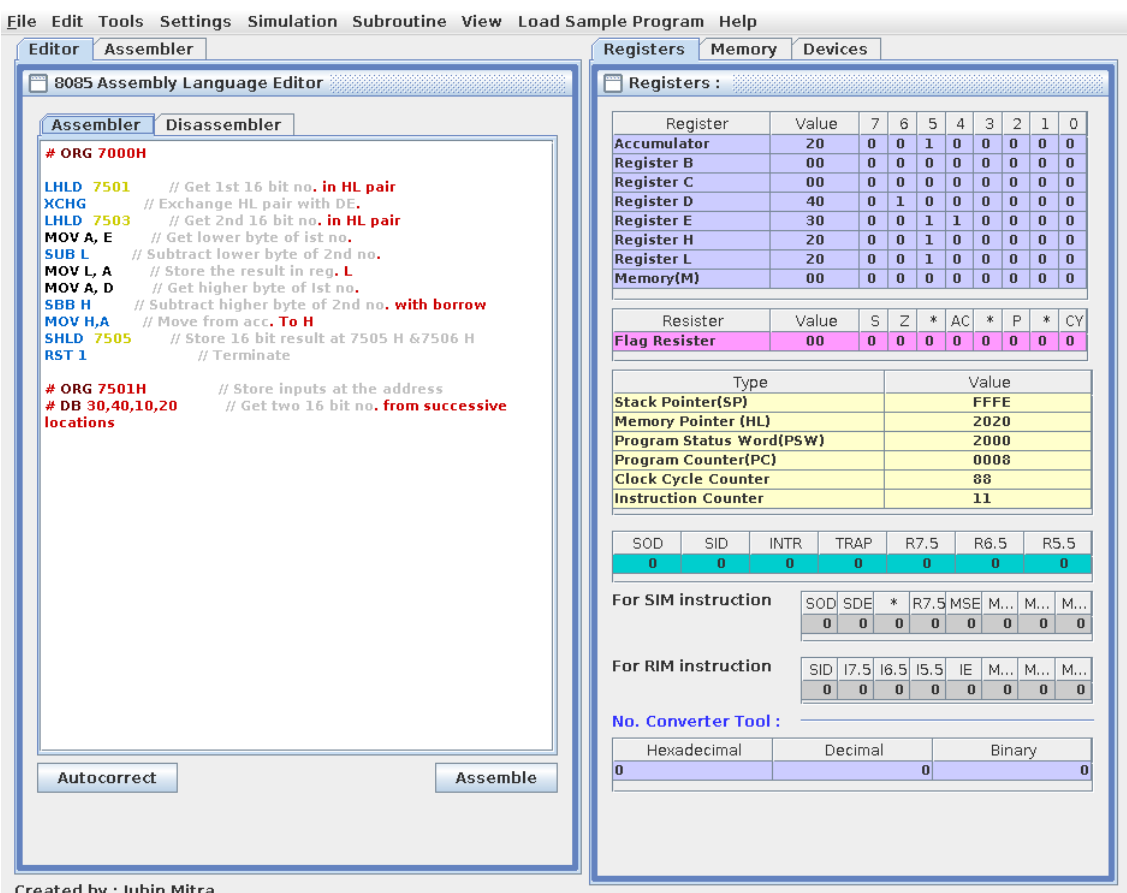 File Edit Tools Settings Simulation Subroutine View Load Sample Program Help
Editor Assembler
8085 Assembly Language Editor
Assembler Disassembler
# ORG 7000H
LHLD 7501 // Get 1st 16 bit no. in HL pair
XCHG // Exchange HL pair with DE.
LHLD 7503 // Get 2nd 16 bit no. in HL pair
MOV A, E // Get lower byte of ist no.
SUB L // Subtract lower byte of 2nd no.
MOV L, A // Store the result in reg. L
MOV A, D // Get higher byte of Ist no.
SBB H // Subtract higher byte of 2nd no. with borrow
MOV H,A // Move from acc. To H
SHLD 7505 // Store 16 bit result at 7505 H &7506 H
RST 1 // Terminate
# ORG 7501H // Store inputs at the address
# DB 30,40,10,20 // Get two 16 bit no. from successive
locations
Autocorrect Assemble
Created by : Jubin Mitra
Registers Memory Devices
Registers :
Register Value 7 6 5 4 3 2 1 0
Accumulator 20 0 0 1 0 0 0 0 0
Register B 00 0 0 0 0 0 0 0 0
Register C 00 0 0 0 0 0 0 0 0
Register D 40 0 1 0 0 0 0 0 0
Register E 30 0 0 1 1 0 0 0 0
Register H 20 0 0 1 0 0 0 0 0
Register L 20 0 0 1 0 0 0 0 0
Memory(M) 00 0 0 0 0 0 0 0 0
Resister Value S Z * AC * P * CY
Flag Resister 00 0 0 0 0 0 0 0 0
Type Value
Stack Pointer(SP) FFFE
Memory Pointer (HL) 2020
Program Status Word(PSW) 2000
Program Counter(PC) 0008
Clock Cycle Counter 88
Instruction Counter 11
SOD SID INTR TRAP R7.5 R6.5 R5.5
0 0 0 0 0 0 0
For SIM instruction
SOD SDE * R7.5 MSE M... M... M...
0 0 0 0 0 0 0 0
For RIM instruction
SID I7.5 I6.5 I5.5 IE M... M... M...
0 0 0 0 0 0 0 0
No. Converter Tool :
Hexadecimal Decimal Binary
0 0 0